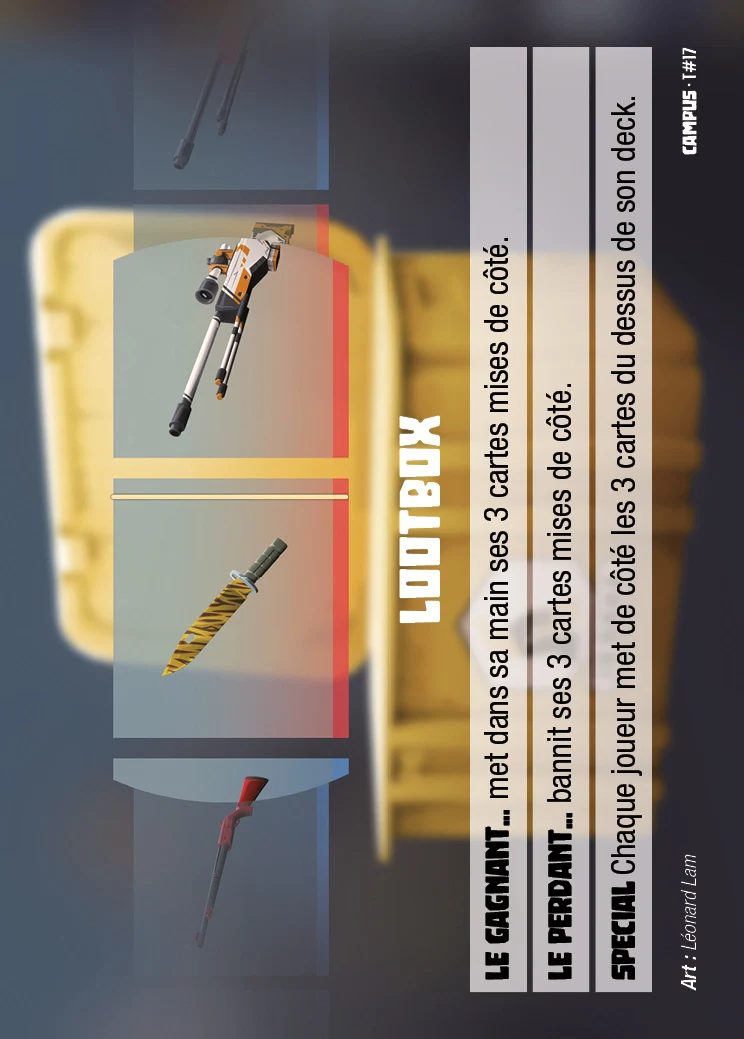 LOOTBOX
LE GAGNANT... met dans sa main ses 3 cartes mises de côté.
LE PERDANT... bannit ses 3 cartes mises de côté.
SPECIAL Chaque joueur met de côté les 3 cartes du dessus de son deck.
Art : Léonard Lam
CAMPUS · T#17